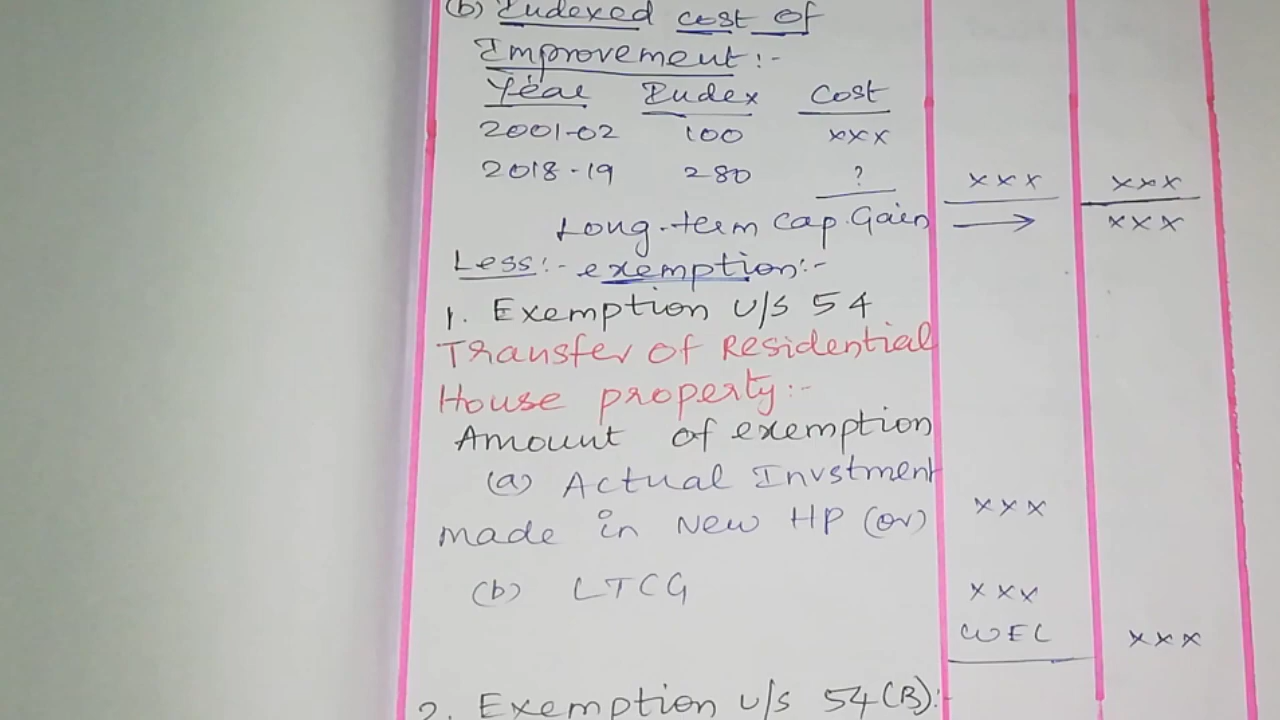 (b) Indexed cost of
Improvement:-
Year Index Cost
2001-02 100 xxx
2018-19 280 ? xxx xxx
Long-term Cap. Gain → xxx
Less:- exemption:-
1. Exemption U/S 54
Transfer of Residential
House property:-
Amount of exemption
(a) Actual Invstment
made in New HP (or) xxx
(b) LTCG xxx
WEL xxx
2. Exemption U/S 54(B):-